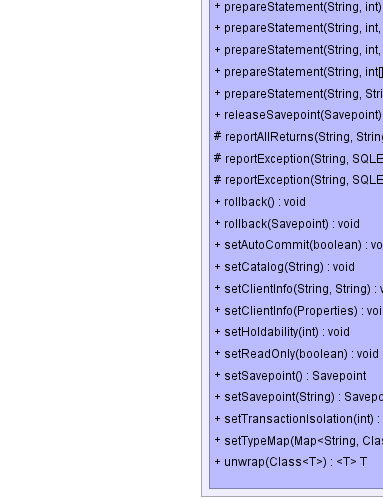 + prepareStatement(String, int)
+ prepareStatement(String, int,
+ prepareStatement(String, int,
+ prepareStatement(String, int[]
+ prepareStatement(String, Stri
+ releaseSavepoint(Savepoint)
# reportAllReturns(String, String
# reportException(String, SQLE
# reportException(String, SQLE
+ rollback() : void
+ rollback(Savepoint) : void
+ setAutoCommit(boolean) : vo
+ setCatalog(String) : void
+ setClientInfo(String, String) : v
+ setClientInfo(Properties) : voi
+ setHoldability(int) : void
+ setReadOnly(boolean) : void
+ setSavepoint() : Savepoint
+ setSavepoint(String) : Savepo
+ setTransactionIsolation(int) :
+ setTypeMap(Map<String, Clas
+ unwrap(Class<T>) : <T> T